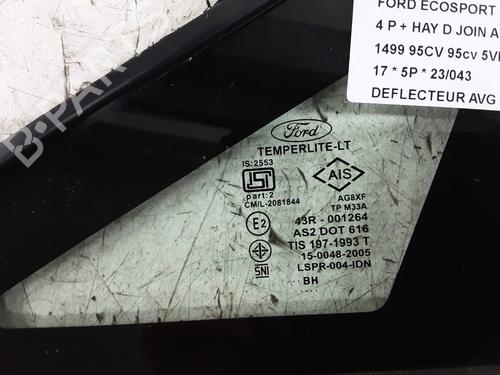 FORD ECOSPORT
4 P + HAY D JOIN A
1499 95CV 95cv 5VI
17 * 5P * 23/043
DEFLECTEUR AVG
B-PARTS
Ford
TEMPERLITE-LT
IS:2553
ISI
part:2
CM/L-2081844
AIS
AG8XF
TP M33A
E2
43R - 001264
AS2 DOT 616
TIS 197-1993 T
15-0048-2005
SNI
LSPR-004-IDN
BH